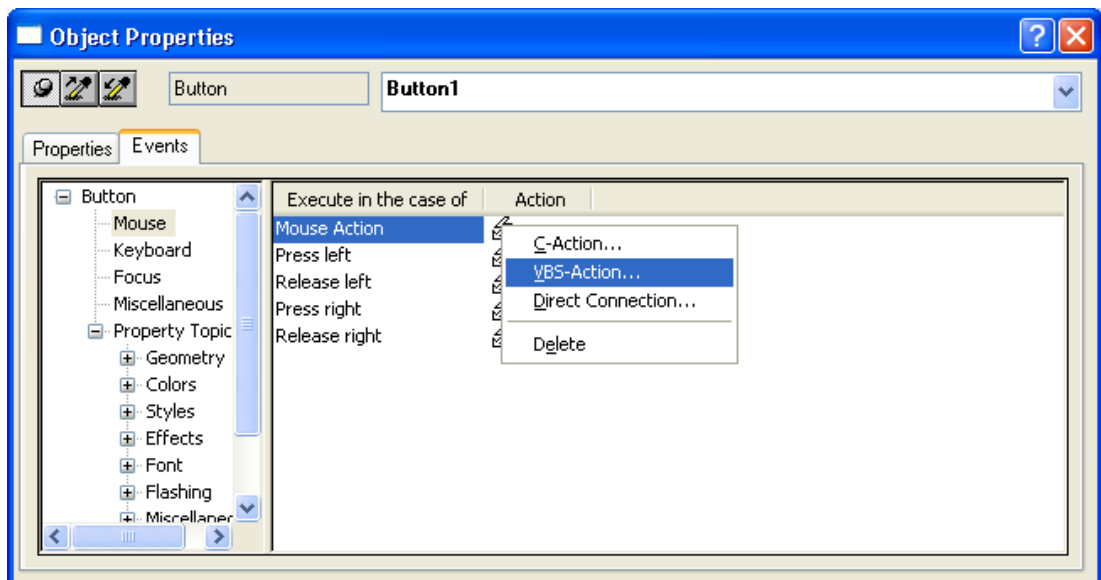 Object Properties
Button
Button1
Properties
Events
Button
Mouse
Keyboard
Focus
Miscellaneous
Property Topic
Geometry
Colors
Styles
Effects
Font
Flashing
Miscellanec
Execute in the case of
Action
Mouse Action
Press left
Release left
Press right
Release right
C-Action...
VBS-Action...
Direct Connection...
Delete